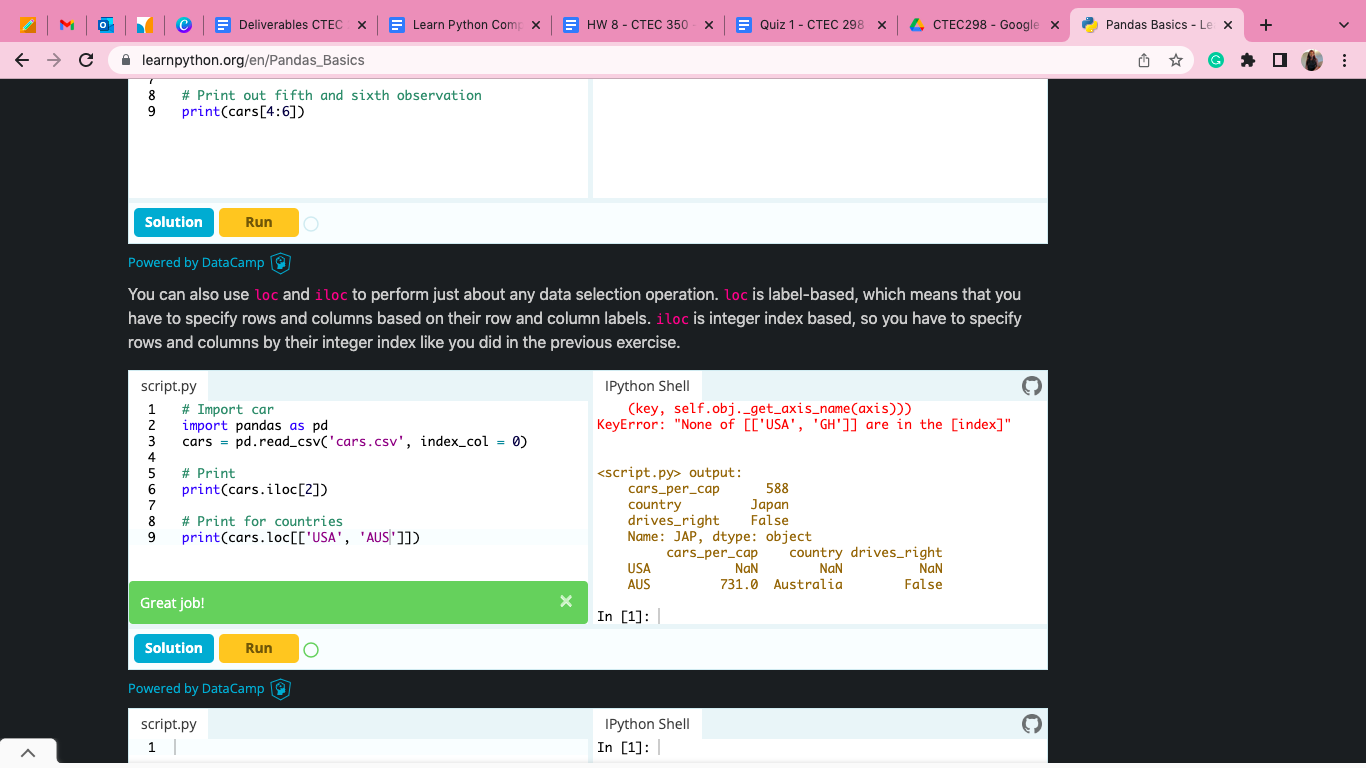 Deliverables CTEC
Learn Python Comp
HW 8 - CTEC 350 -
Quiz 1 - CTEC 298
CTEC298 - Google
Pandas Basics - Le
learnpython.org/en/Pandas_Basics
7
8 # Print out fifth and sixth observation
9 print(cars[4:6])
Solution
Run
Powered by DataCamp
You can also use loc and iloc to perform just about any data selection operation. loc is label-based, which means that you
have to specify rows and columns based on their row and column labels. iloc is integer index based, so you have to specify
rows and columns by their integer index like you did in the previous exercise.
script.py
1 # Import car
2 import pandas as pd
3 cars = pd.read_csv('cars.csv', index_col = 0)
4
5 # Print
6 print(cars.iloc[2])
7
8 # Print for countries
9 print(cars.loc[['USA', 'AUS']])
Great job!
IPython Shell
(key, self.obj._get_axis_name(axis)))
KeyError: "None of [['USA', 'GH']] are in the [index]"
<script.py> output:
cars_per_cap 588
country Japan
drives_right False
Name: JAP, dtype: object
cars_per_cap country drives_right
USA NaN NaN NaN
AUS 731.0 Australia False
In [1]:
Solution
Run
Powered by DataCamp
script.py
1
IPython Shell
In [1]: